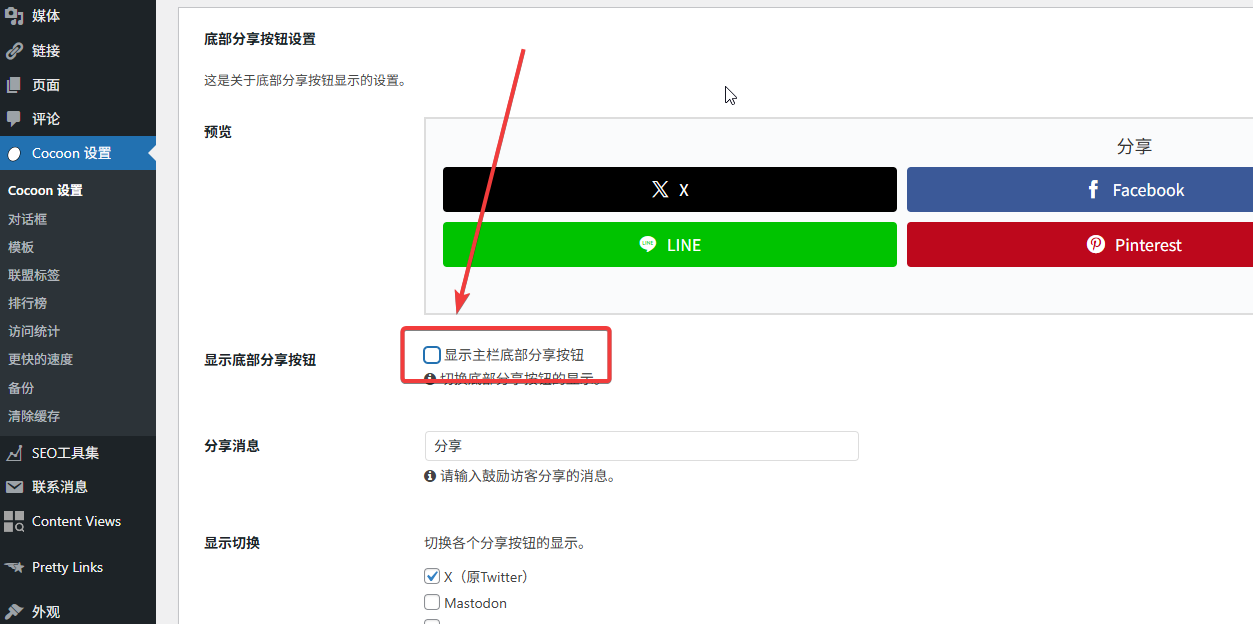 媒体
链接
页面
评论
Cocoon 设置
Cocoon 设置
对话框
模板
联盟标签
排行榜
访问统计
更快的速度
备份
清除缓存
SEO工具集
联系消息
Content Views
Pretty Links
外观
底部分享按钮设置
这是关于底部分享按钮显示的设置。
预览
分享
X
Facebook
LINE
LINE
Pinterest
显示底部分享按钮
显示主栏底部分享按钮
切换底部分享按钮的显示。
分享消息
分享
请输入鼓励访客分享的消息。
显示切换
切换各个分享按钮的显示。
X（原Twitter）
Mastodon